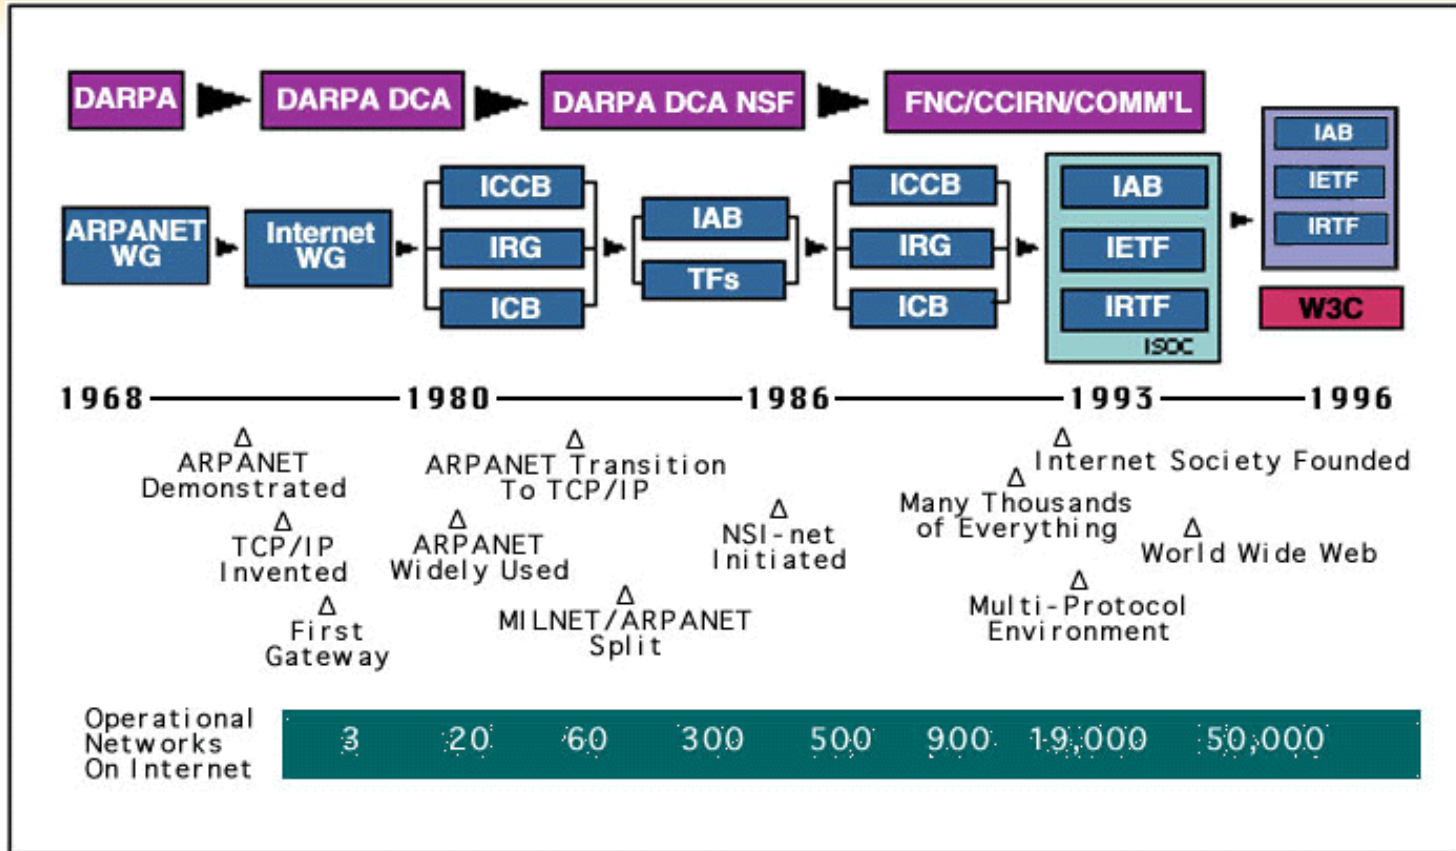 DARPA
DARPA DCA
DARPA DCA NSF
FNC/CCIRN/COMM'L
ARPANET
WG
Internet
WG
ICCB
IRG
ICB
IAB
TFs
ICCB
IRG
ICB
IAB
IETF
IRTF
ISOC
IAB
IETF
IRTF
W3C
1968
1980
1986
1993
1996
Δ
ARPANET
Demonstrated
Δ
TCP/IP
Invented
Δ
First
Gateway
Δ
ARPANET Transition
To TCP/IP
Δ
ARPANET
Widely Used
Δ
MILNET/ARPANET
Split
Δ
NSI-net
Initiated
Δ
Internet Society Founded
Δ
Many Thousands
of Everything
Δ
World Wide Web
Δ
Multi-Protocol
Environment
Operational
Networks
On Internet
3 20 60 300 500 900 19,000 50,000